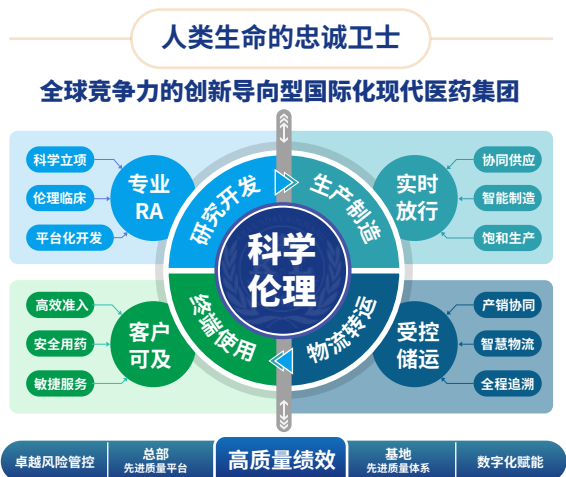 人类生命的忠诚卫士
全球竞争力的创新导向型国际化现代医药集团
科学立项
伦理临床
平台化开发
专业
RA
研究开发
生产制造
实时
放行
协同供应
智能制造
饱和生产
科学
伦理
高效准入
安全用药
敏捷服务
客户
可及
终端使用
物流转运
受控
储运
产销协同
智慧物流
全程追溯
卓越风险管控
总部
先进质量平台
高质量绩效
基地
先进质量体系
数字化赋能